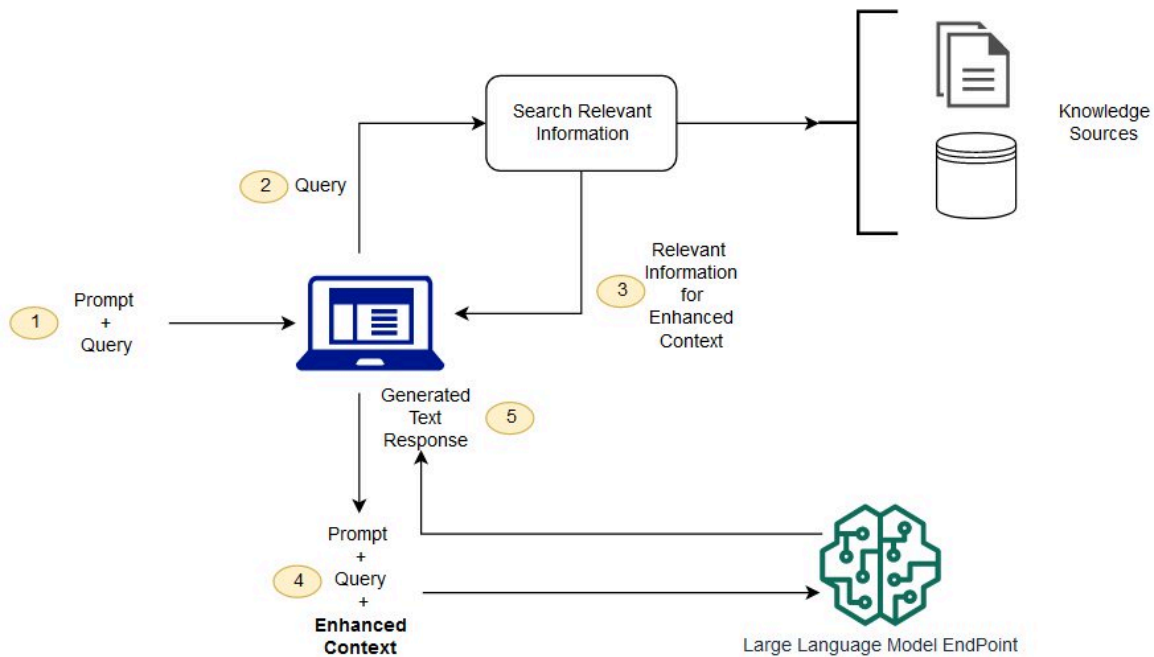 Search Relevant
Information
Knowledge
Sources
2
Query
3
Relevant
Information
for
Enhanced
Context
1
Prompt
+
Query
Generated
Text
Response
5
4
Prompt
+
Query
+
Enhanced
Context
Large Language Model EndPoint